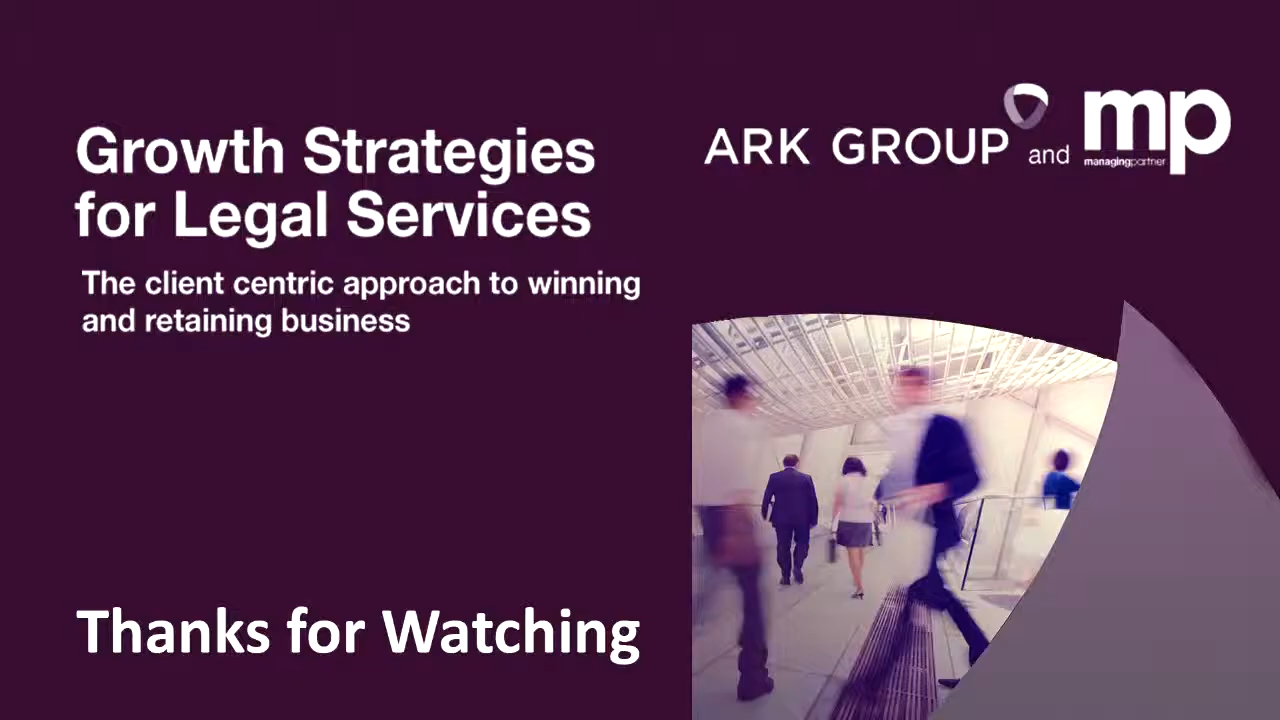 Growth Strategies
for Legal Services
The client centric approach to winning
and retaining business
ARK GROUP and mp
managingpartner
Thanks for Watching